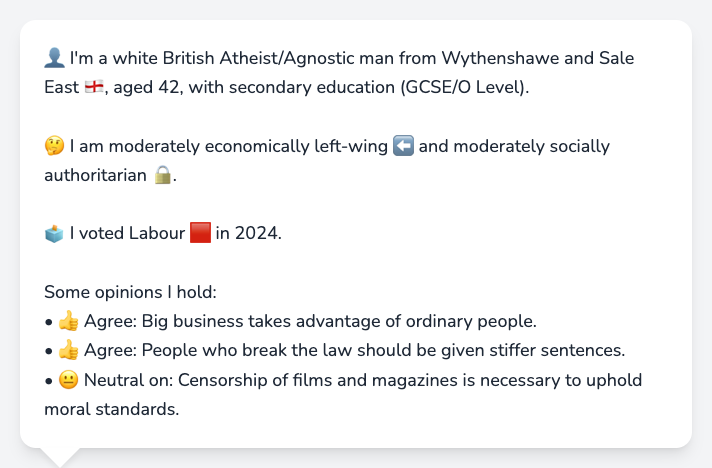 👤 I'm a white British Atheist/Agnostic man from Wythenshawe and Sale
East 🏴󠁧󠁢󠁥󠁮󠁧󠁿, aged 42, with secondary education (GCSE/O Level).
🤔 I am moderately economically left-wing ⬅️ and moderately socially
authoritarian 🔒.
🗳️ I voted Labour 🟥 in 2024.
Some opinions I hold:
• 👍 Agree: Big business takes advantage of ordinary people.
• 👍 Agree: People who break the law should be given stiffer sentences.
• 😐 Neutral on: Censorship of films and magazines is necessary to uphold
moral standards.